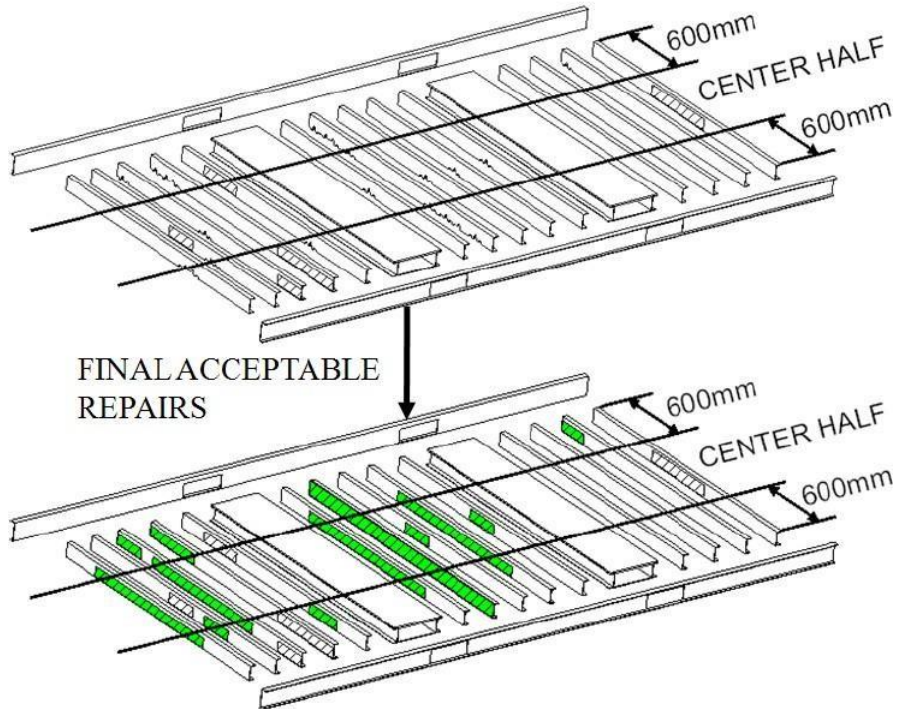 600mm
CENTER HALF
600mm
FINAL ACCEPTABLE
REPAIRS
600mm
CENTER HALF
600mm